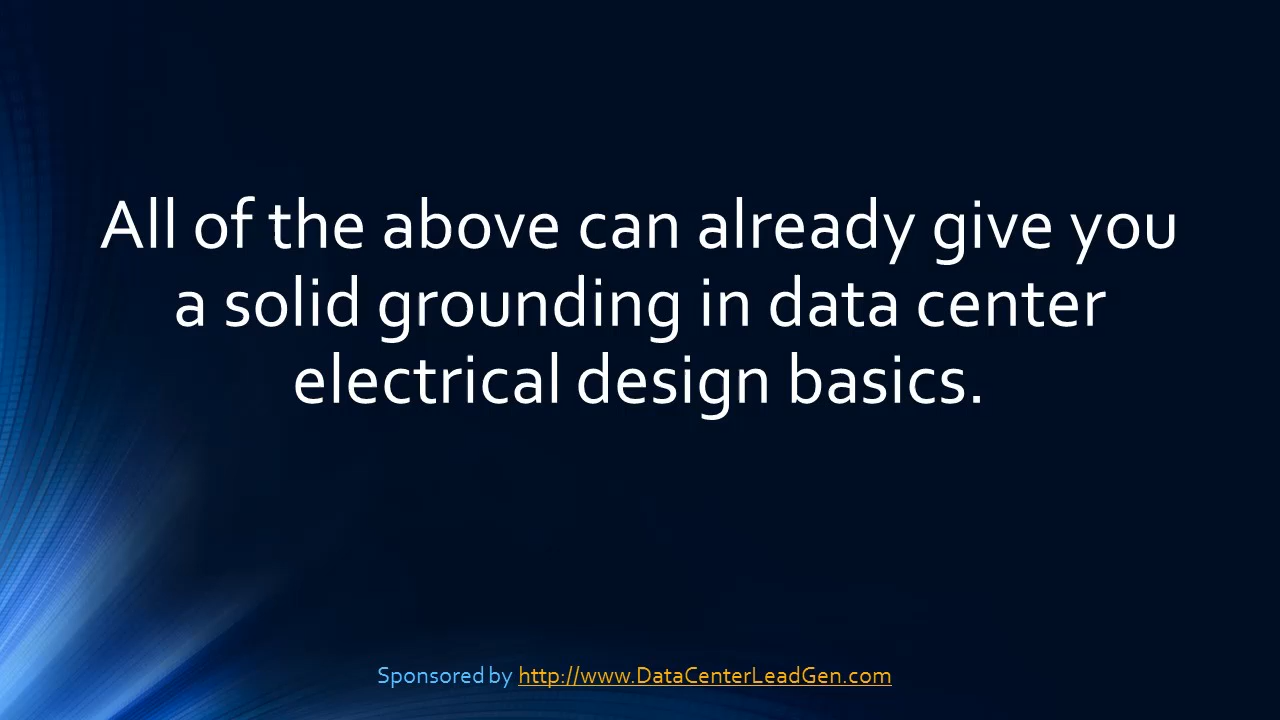 All of the above can already give you
a solid grounding in data center
electrical design basics.
Sponsored by http://www.DataCenterLeadGen.com